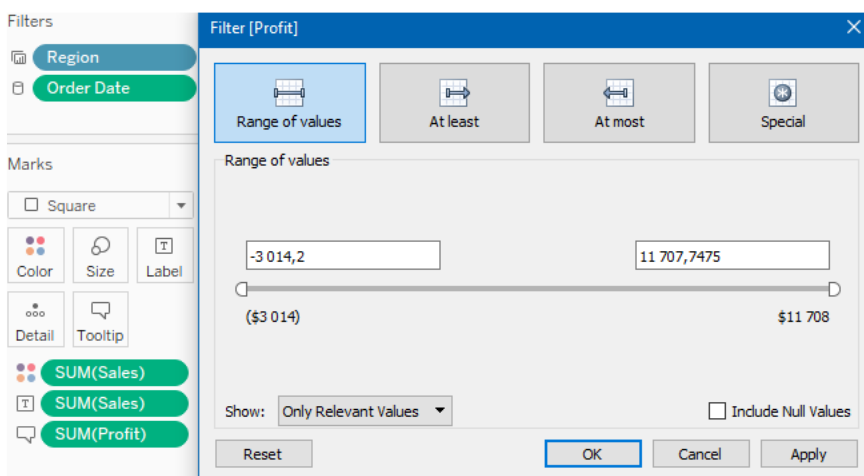 Filters
Region
Order Date
Marks
Square
Color Size Label
Detail Tooltip
SUM(Sales)
SUM(Sales)
SUM(Profit)
Filter [Profit]
Range of values At least At most Special
Range of values
-3 014,2 11 707,7475
($3 014) $11 708
Show: Only Relevant Values Include Null Values
Reset OK Cancel Apply